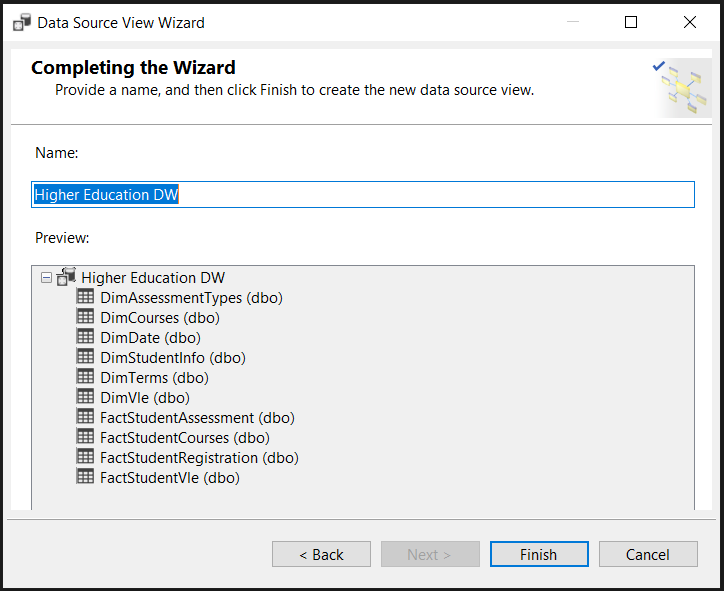 Data Source View Wizard
Completing the Wizard
Provide a name, and then click Finish to create the new data source view.
Name:
Higher Education DW
Preview:
Higher Education DW
DimAssessmentTypes (dbo)
DimCourses (dbo)
DimDate (dbo)
DimStudentInfo (dbo)
DimTerms (dbo)
DimVle (dbo)
FactStudentAssessment (dbo)
FactStudentCourses (dbo)
FactStudentRegistration (dbo)
FactStudentVle (dbo)
< Back Next > Finish Cancel